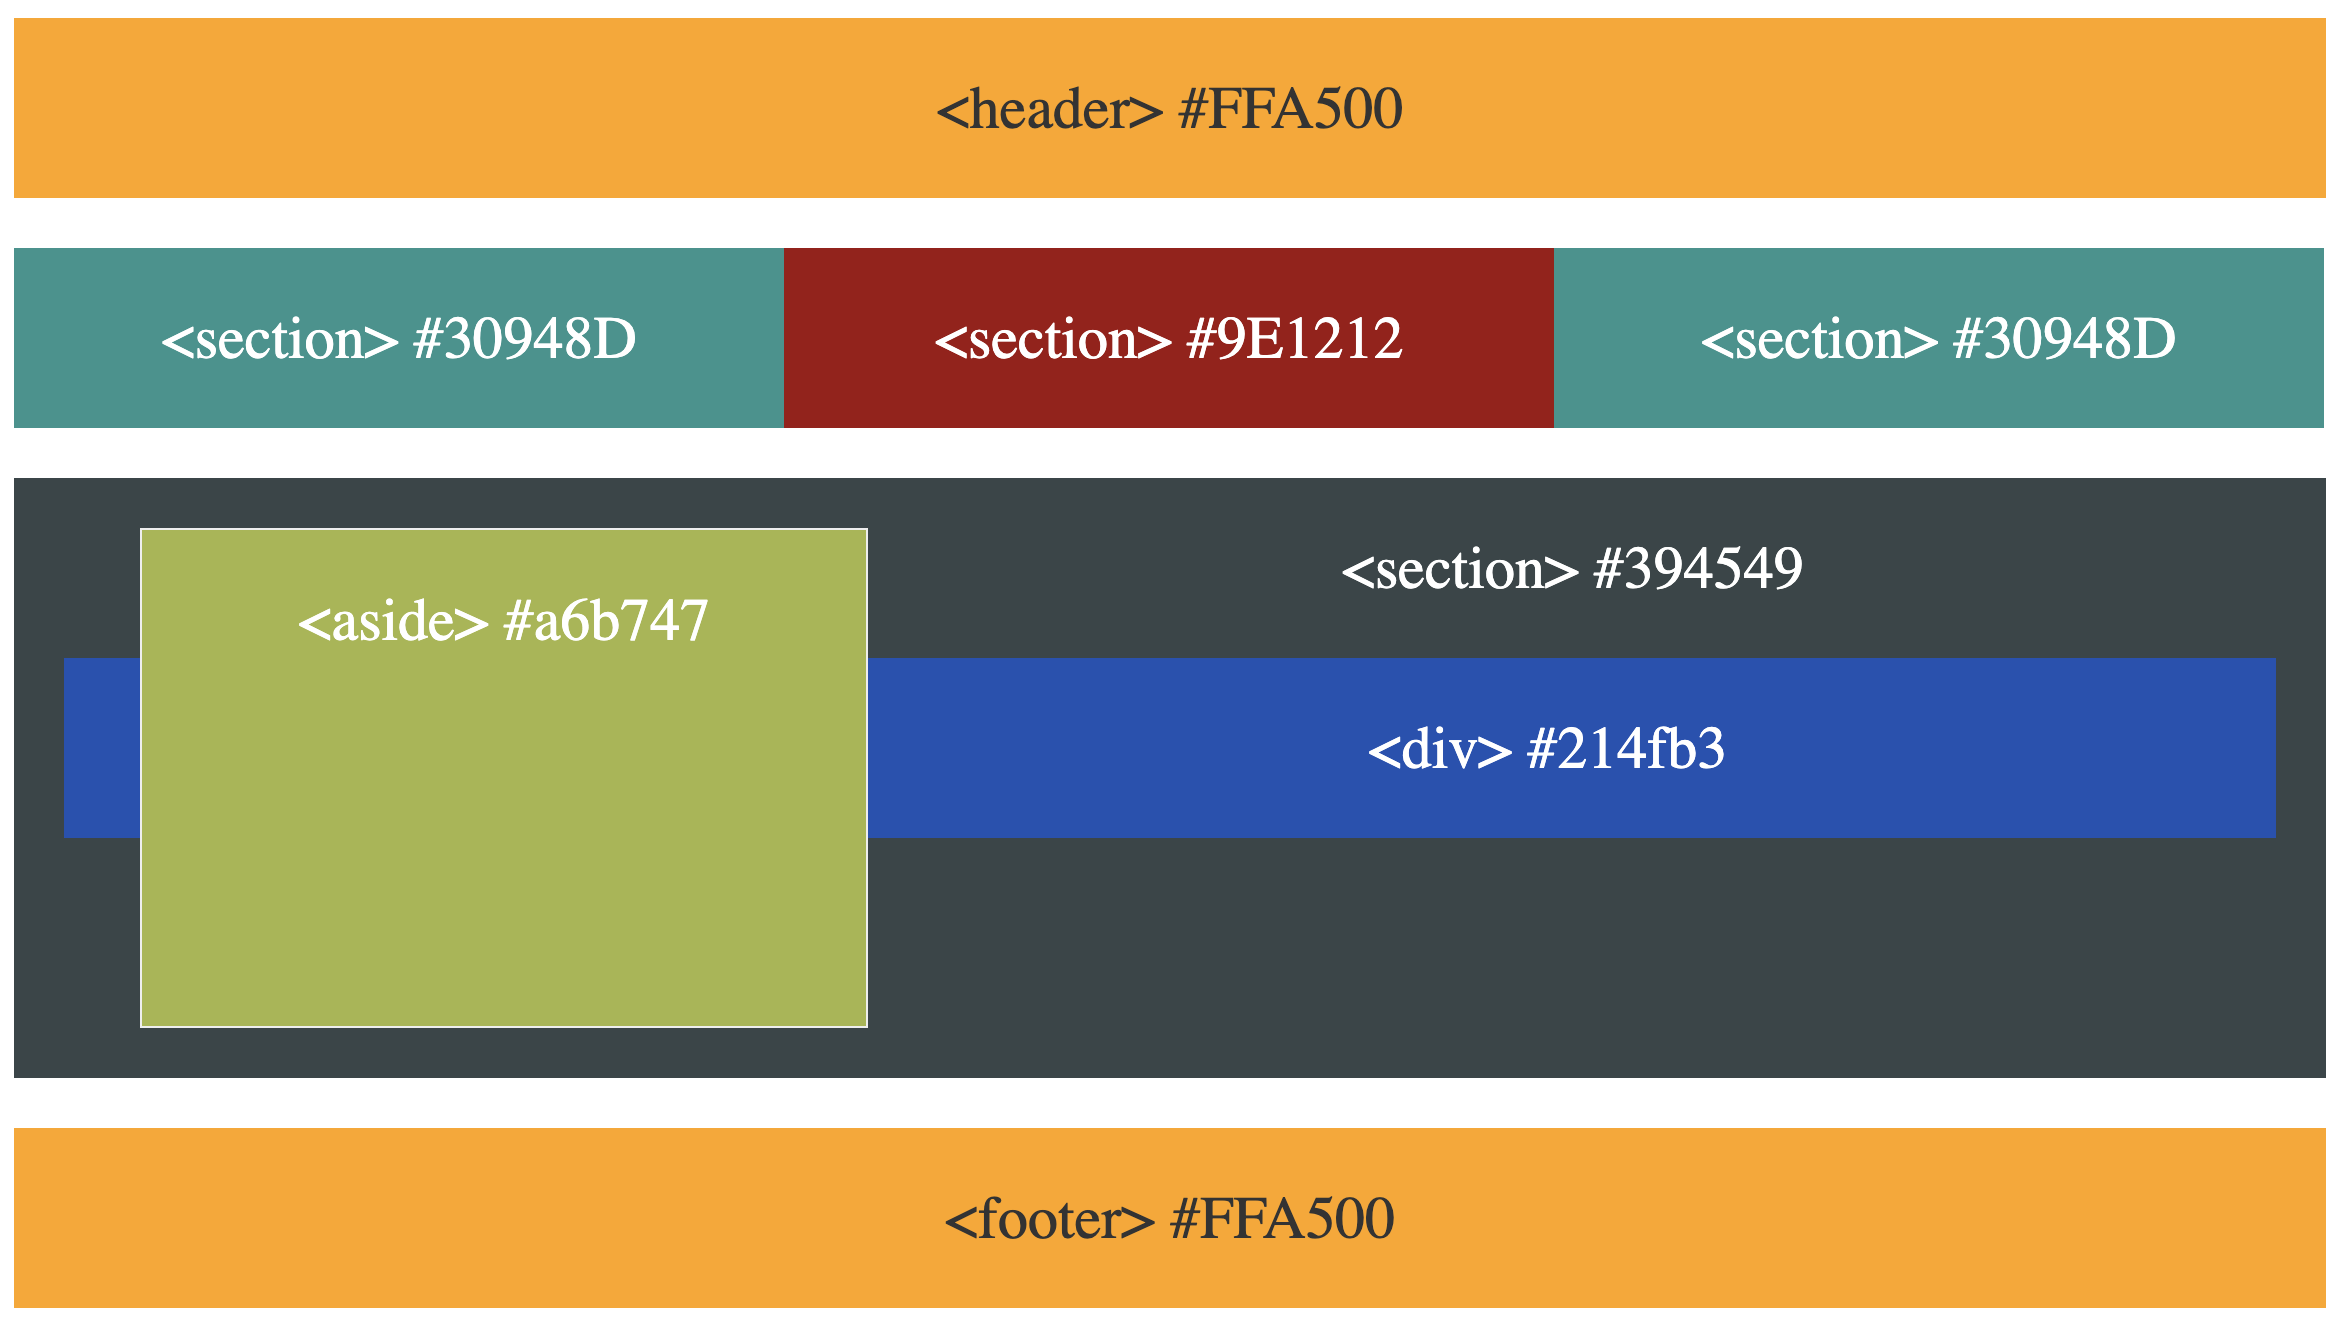 <header> #FFA500
<section> #30948D
<section> #9E1212
<section> #30948D
<section> #394549
<aside> #a6b747
<div> #214fb3
<footer> #FFA500